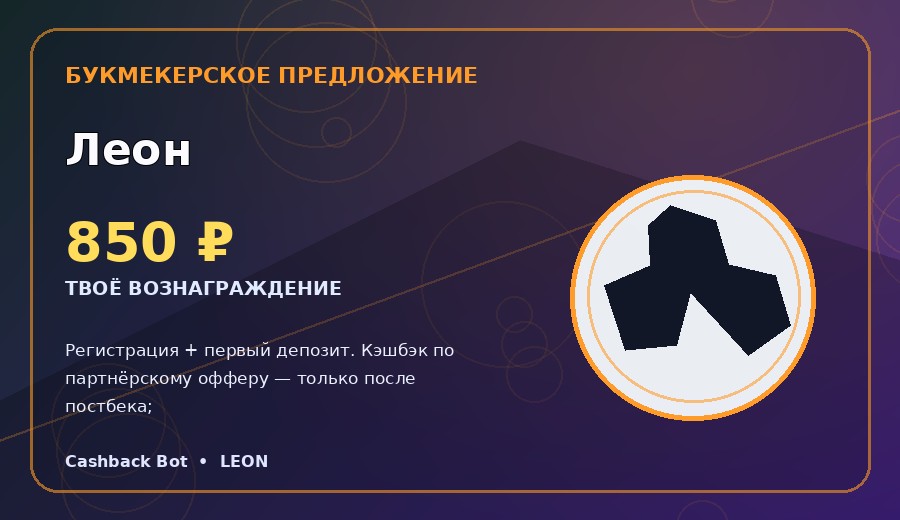 БУКМЕКЕРСКОЕ ПРЕДЛОЖЕНИЕ
Леон
850 ₽
ТВОЁ ВОЗНАГРАЖДЕНИЕ
Регистрация + первый депозит. Кэшбэк по
партнёрскому офферу — только после
постбека;
Cashback Bot • LEON